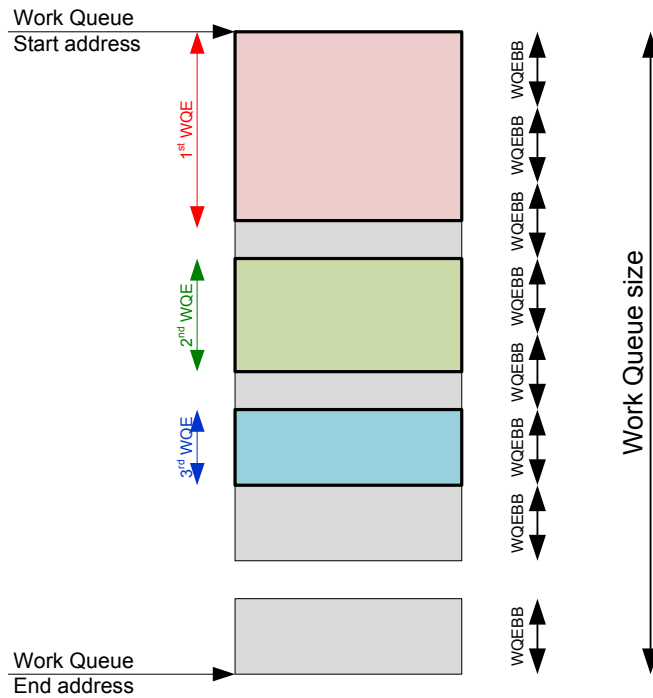 Work Queue
Start address
1st WQE
2nd WQE
3rd WQE
WQEBB
WQEBB
WQEBB
WQEBB
WQEBB
WQEBB
WQEBB
WQEBB
Work Queue size
Work Queue
End address